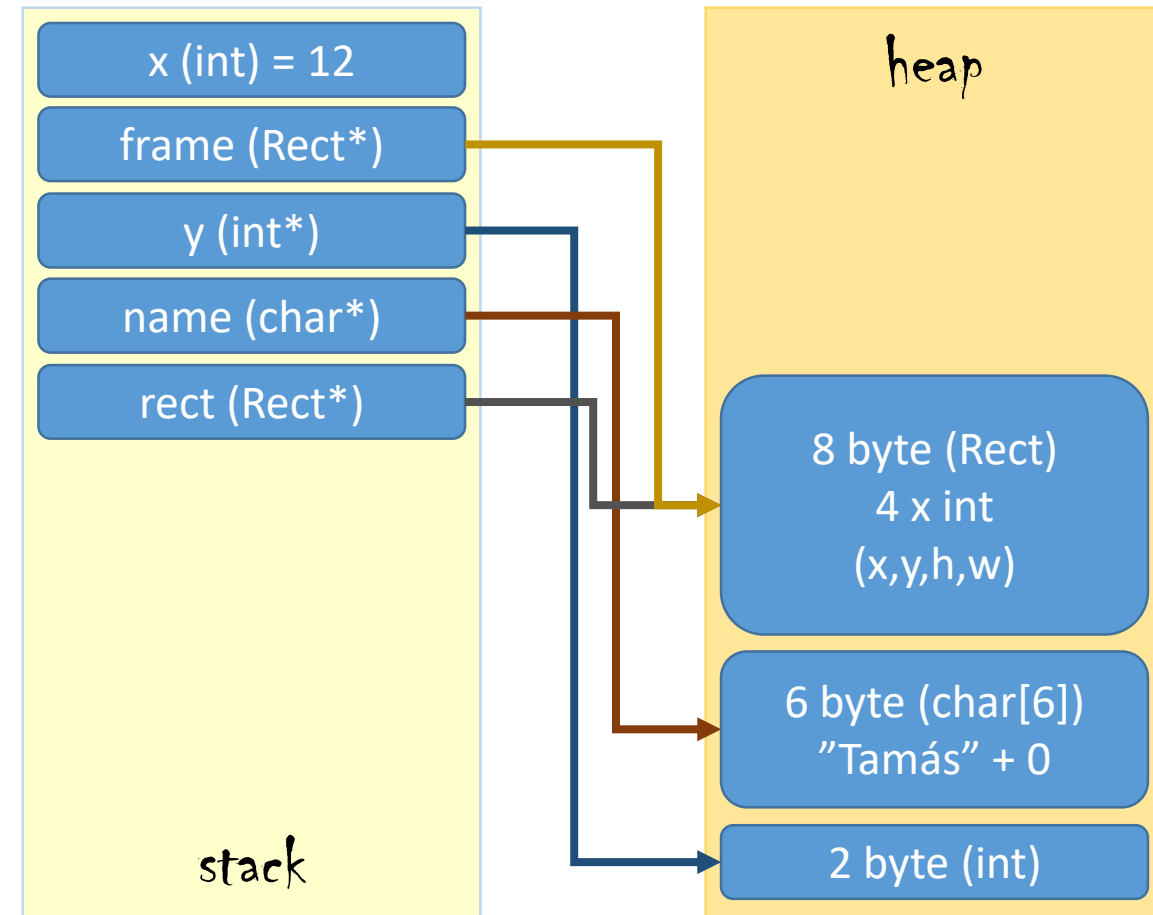 x (int) = 12
frame (Rect*)
y (int*)
name (char*)
rect (Rect*)
stack
heap
8 byte (Rect)
4 x int
(x,y,h,w)
6 byte (char[6])
”Tamás” + 0
2 byte (int)